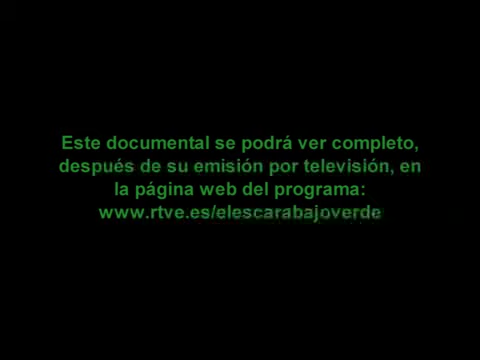 Este documental se podrá ver completo,
después de su emisión por televisión, en
la página web del programa:
www.rtve.es/elescarabajoverde